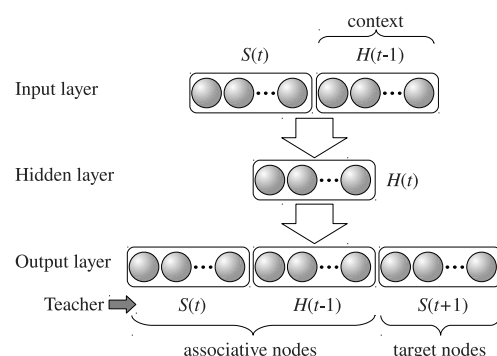 context
S(t) H(t-1)
Input layer
Hidden layer H(t)
Output layer
Teacher S(t) H(t-1) S(t+1)
associative nodes target nodes